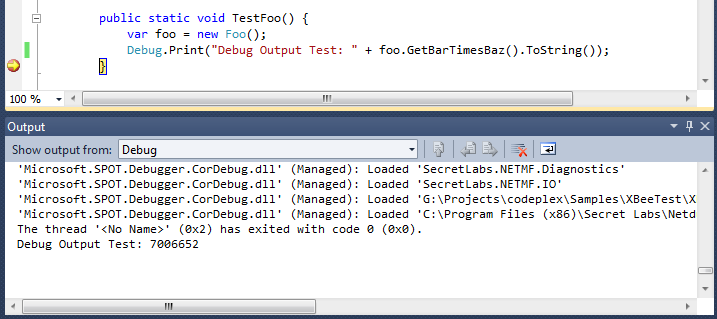 public static void TestFoo() {
var foo = new Foo();
Debug.Print("Debug Output Test: " + foo.GetBarTimesBaz().ToString());
}
100 %
Output
Show output from: Debug
'Microsoft.SPOT.Debugger.CorDebug.dll' (Managed): Loaded 'SecretLabs.NETMF.Diagnostics'
'Microsoft.SPOT.Debugger.CorDebug.dll' (Managed): Loaded 'SecretLabs.NETMF.IO'
'Microsoft.SPOT.Debugger.CorDebug.dll' (Managed): Loaded 'G:\Projects\codeplex\Samples\XBeeTest\X
'Microsoft.SPOT.Debugger.CorDebug.dll' (Managed): Loaded 'C:\Program Files (x86)\Secret Labs\Netd
The thread '<No Name>' (0x2) has exited with code 0 (0x0).
Debug Output Test: 7006652